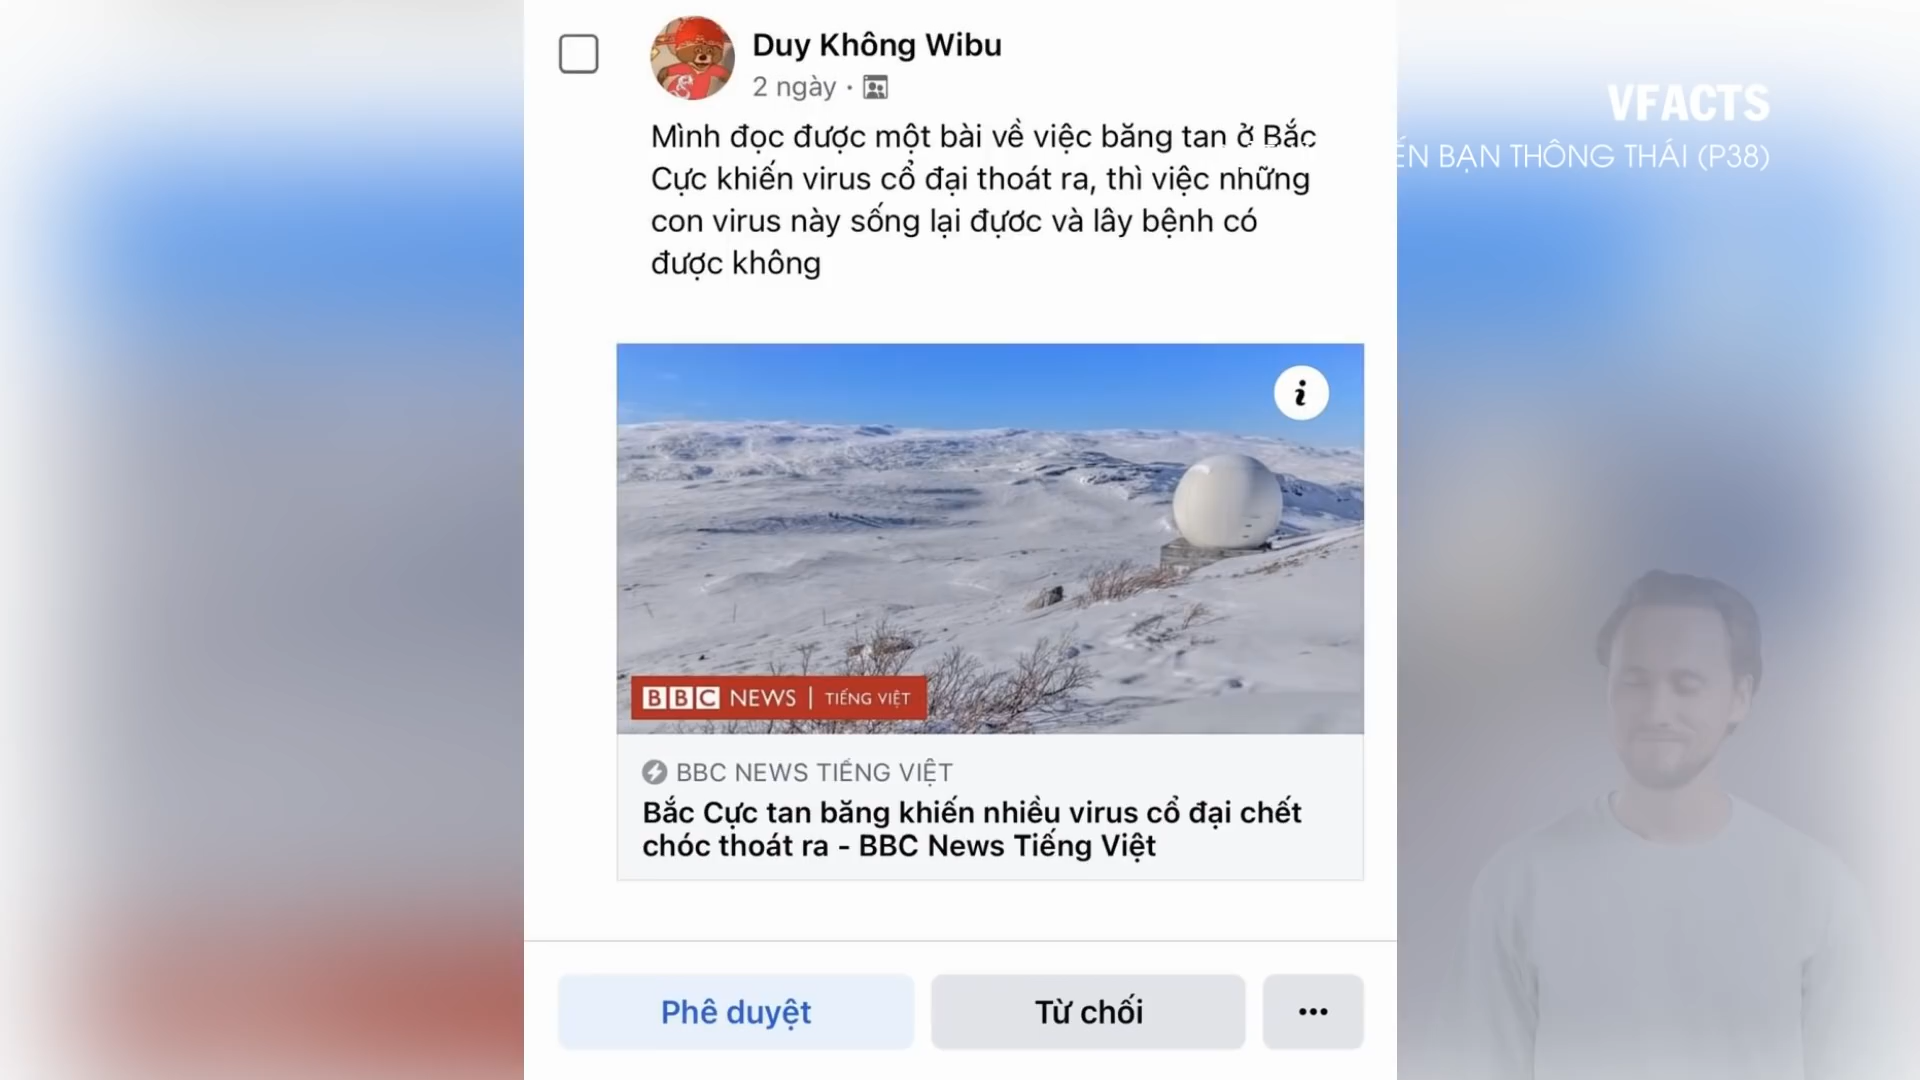 Duy Không Wibu
2 ngày ·
Mình đọc được một bài về việc băng tan ở Bắc
Cực khiến virus cổ đại thoát ra, thì việc những
con virus này sống lại đựơc và lây bệnh có
được không
VFACTS
BẠN THÔNG THÁI (P38)
BBC NEWS | TIẾNG VIỆT
BBC NEWS TIẾNG VIỆT
Bắc Cực tan băng khiến nhiều virus cổ đại chết
chóc thoát ra - BBC News Tiếng Việt
Phê duyệt
Từ chối